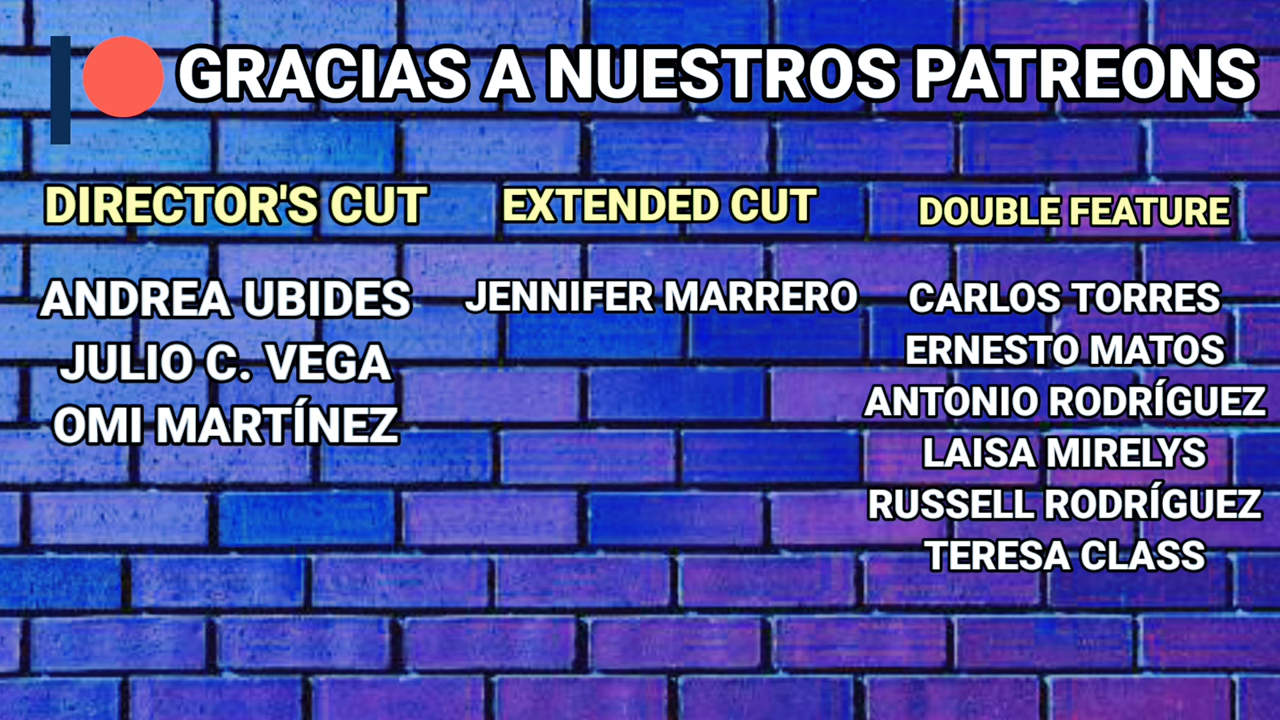 GRACIAS A NUESTROS PATREONS
DIRECTOR'S CUT
ANDREA UBIDES
JULIO C. VEGA
OMI MARTÍNEZ
EXTENDED CUT
JENNIFER MARRERO
DOUBLE FEATURE
CARLOS TORRES
ERNESTO MATOS
ANTONIO RODRÍGUEZ
LAISA MIRELYS
RUSSELL RODRÍGUEZ
TERESA CLASS